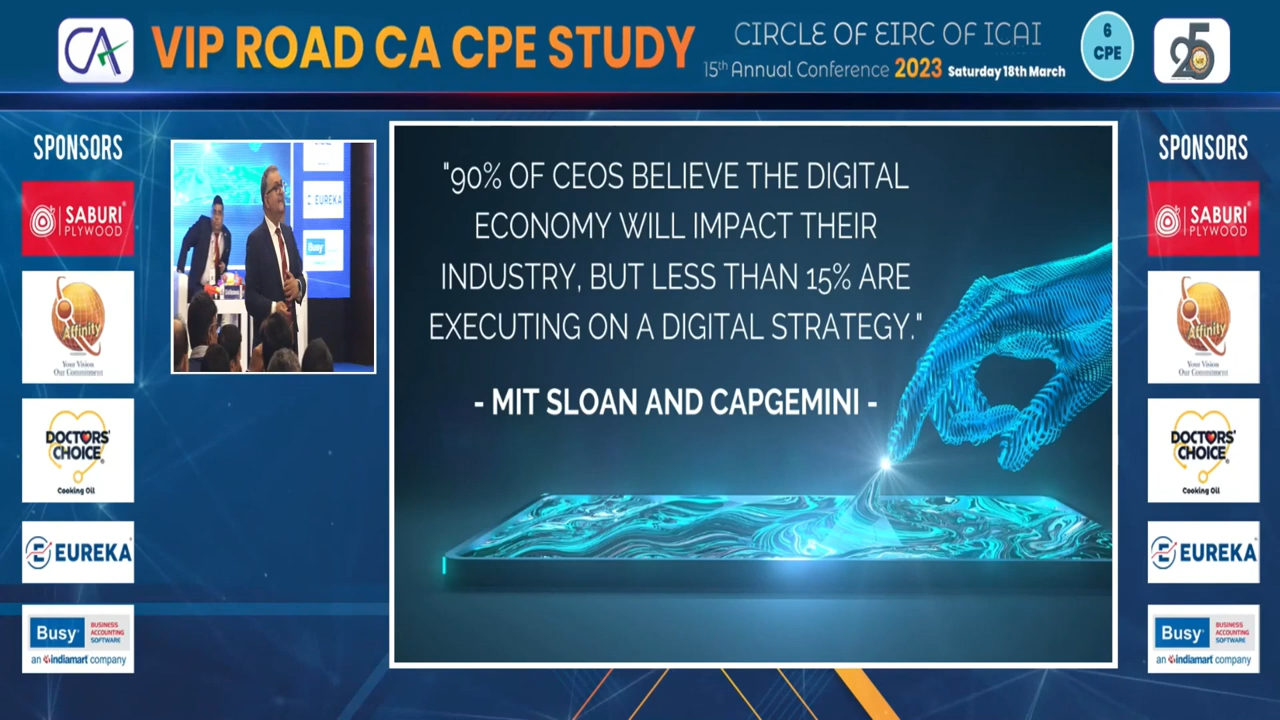 CA
VIP ROAD CA CPE STUDY
CIRCLE OF EIRC OF ICAI
15th Annual Conference 2023 Saturday 18th March
6
CPE
25
SPONSORS
SABURI
PLYWOOD
Affinity
Your Vision
Our Commitment
DOCTORS'
CHOICE
Cooking Oil
EUREKA
Busy
BUSINESS
ACCOUNTING
SOFTWARE
an indiamart company
EUREKA
Busy
"90% OF CEOS BELIEVE THE DIGITAL
ECONOMY WILL IMPACT THEIR
INDUSTRY, BUT LESS THAN 15% ARE
EXECUTING ON A DIGITAL STRATEGY."
- MIT SLOAN AND CAPGEMINI -
SPONSORS
SABURI
PLYWOOD
Affinity
Your Vision
Our Commitment
DOCTORS'
CHOICE
Cooking Oil
EUREKA
Busy
BUSINESS
ACCOUNTING
SOFTWARE
an indiamart company